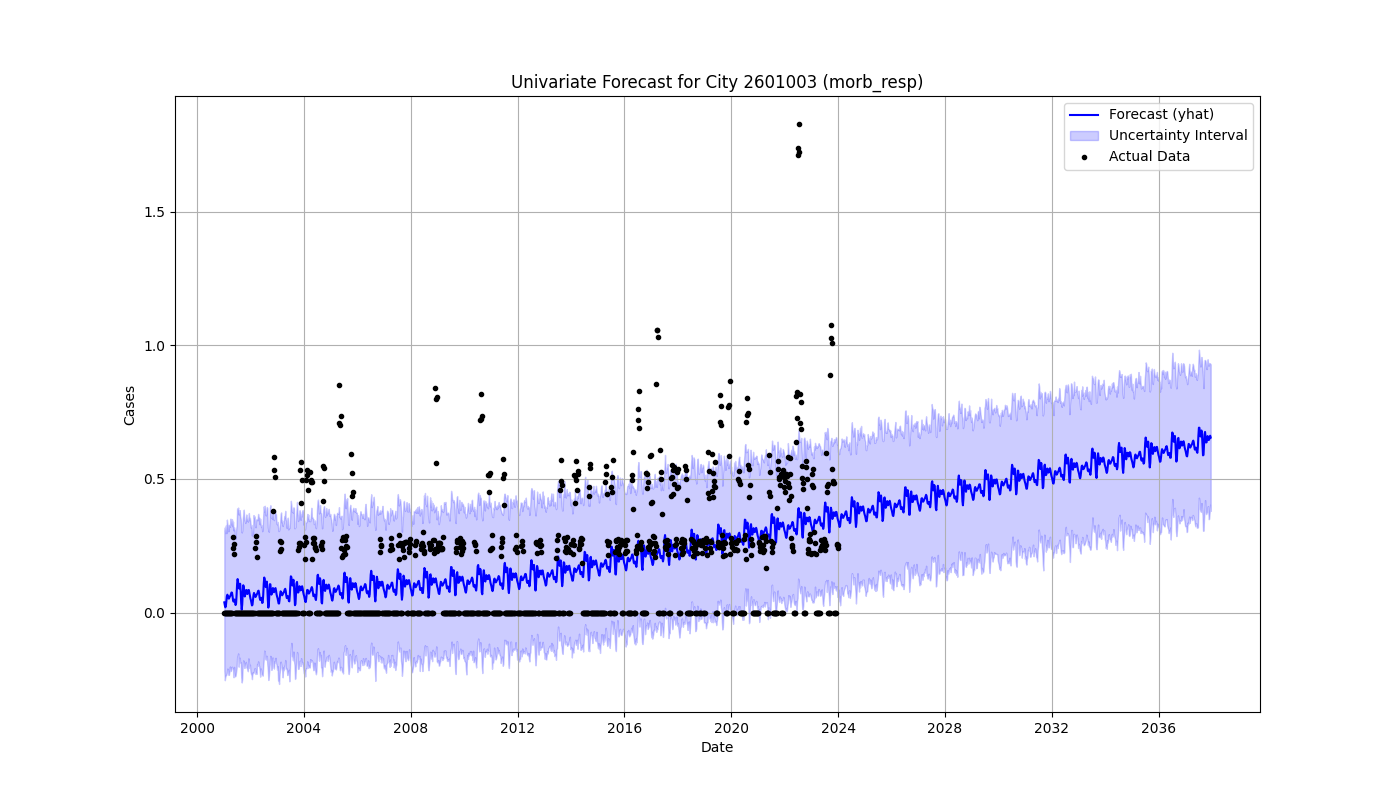 Univariate Forecast for City 2601003 (morb_resp)
Forecast (yhat)
Uncertainty Interval
Actual Data
Cases
1.5
1.0
0.5
0.0
2000 2004 2008 2012 2016 2020 2024 2028 2032 2036
Date